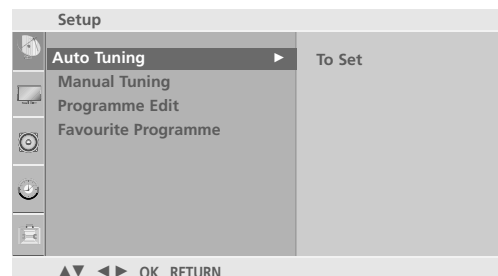 Setup
Auto Tuning ► To Set
Manual Tuning
Programme Edit
Favourite Programme
▲▼ ◄► OK RETURN